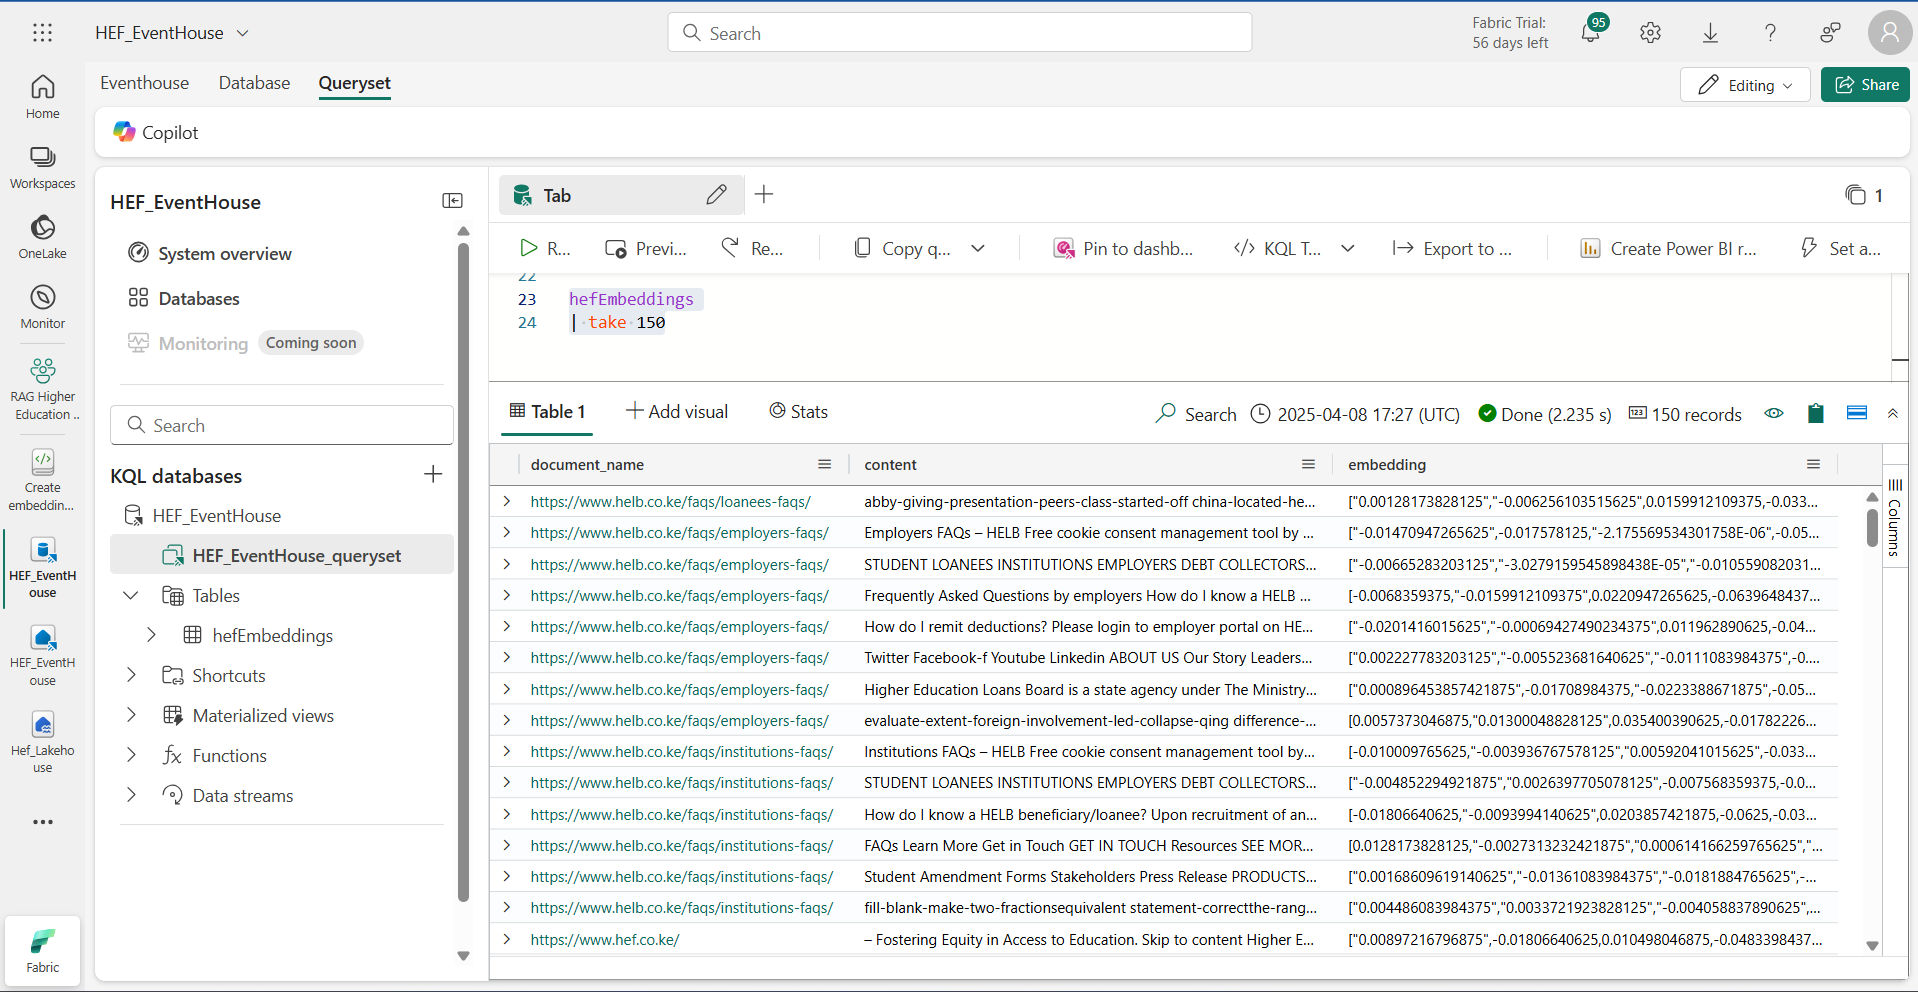 HEF_EventHouse
Search
Fabric Trial:
56 days left
95
Home
Workspaces
OneLake
Monitor
RAG Higher
Education ..
Create
embeddin...
HEF_EventH
ouse
HEF_EventH
ouse
Hef_Lakeho
use
Fabric
Eventhouse Database Queryset
Editing
Share
Copilot
HEF_EventHouse
System overview
Databases
Monitoring Coming soon
Search
KQL databases
HEF_EventHouse
HEF_EventHouse_queryset
Tables
hefEmbeddings
Shortcuts
Materialized views
Functions
Data streams
Tab
1
R... Previ... Re... Copy q... Pin to dashb... KQL T... Export to ... Create Power BI r... Set a...
22
23 hefEmbeddings
24 | take 150
Table 1 Add visual Stats Search 2025-04-08 17:27 (UTC) Done (2.235 s) 150 records
document_name content embedding
https://www.helb.co.ke/faqs/loanees-faqs/ abby-giving-presentation-peers-class-started-off china-located-he... ["0.00128173828125","-0.006256103515625",0.0159912109375,-0.033...
https://www.helb.co.ke/faqs/employers-faqs/ Employers FAQs – HELB Free cookie consent management tool by ... ["-0.01470947265625",-0.017578125,"-2.175569534301758E-06",-0.05...
https://www.helb.co.ke/faqs/employers-faqs/ STUDENT LOANEES INSTITUTIONS EMPLOYERS DEBT COLLECTORS... ["-0.00665283203125","-3.0279159545898438E-05","-0.010559082031...
https://www.helb.co.ke/faqs/employers-faqs/ Frequently Asked Questions by employers How do I know a HELB ... [-0.0068359375,"-0.0159912109375",0.0220947265625,-0.0639648437...
https://www.helb.co.ke/faqs/employers-faqs/ How do I remit deductions? Please login to employer portal on HE... ["-0.0201416015625","-0.00069427490234375",0.011962890625,-0.04...
https://www.helb.co.ke/faqs/employers-faqs/ Twitter Facebook-f Youtube Linkedin ABOUT US Our Story Leaders... ["0.002227783203125","-0.005523681640625","-0.0111083984375",-0....
https://www.helb.co.ke/faqs/employers-faqs/ Higher Education Loans Board is a state agency under The Ministry... ["0.000896453857421875",-0.01708984375,"-0.0223388671875",-0.05...
https://www.helb.co.ke/faqs/employers-faqs/ evaluate-extent-foreign-involvement-led-collapse-qing difference-... [0.0057373046875,"0.01300048828125",0.035400390625,-0.01782226...
https://www.helb.co.ke/faqs/institutions-faqs/ Institutions FAQs – HELB Free cookie consent management tool by... [-0.010009765625,"-0.003936767578125","0.00592041015625",-0.033...
https://www.helb.co.ke/faqs/institutions-faqs/ STUDENT LOANEES INSTITUTIONS EMPLOYERS DEBT COLLECTORS... ["-0.004852294921875","0.0026397705078125",-0.007568359375,-0.0...
https://www.helb.co.ke/faqs/institutions-faqs/ How do I know a HELB beneficiary/loanee? Upon recruitment of an... [-0.01806640625,"-0.0093994140625",0.0203857421875,-0.0625,-0.03...
https://www.helb.co.ke/faqs/institutions-faqs/ FAQs Learn More Get in Touch GET IN TOUCH Resources SEE MOR... [0.0128173828125,"-0.0027313232421875","0.000614166259765625","...
https://www.helb.co.ke/faqs/institutions-faqs/ Student Amendment Forms Stakeholders Press Release PRODUCTS... ["0.00168609619140625","-0.01361083984375","-0.0181884765625",-...
https://www.helb.co.ke/faqs/institutions-faqs/ fill-blank-make-two-fractionsequivalent statement-correctthe-rang... ["0.004486083984375","0.0033721923828125","-0.004058837890625",...
https://www.hef.co.ke/ – Fostering Equity in Access to Education. Skip to content Higher E... ["0.00897216796875",-0.01806640625,0.010498046875,-0.0483398437...
Columns